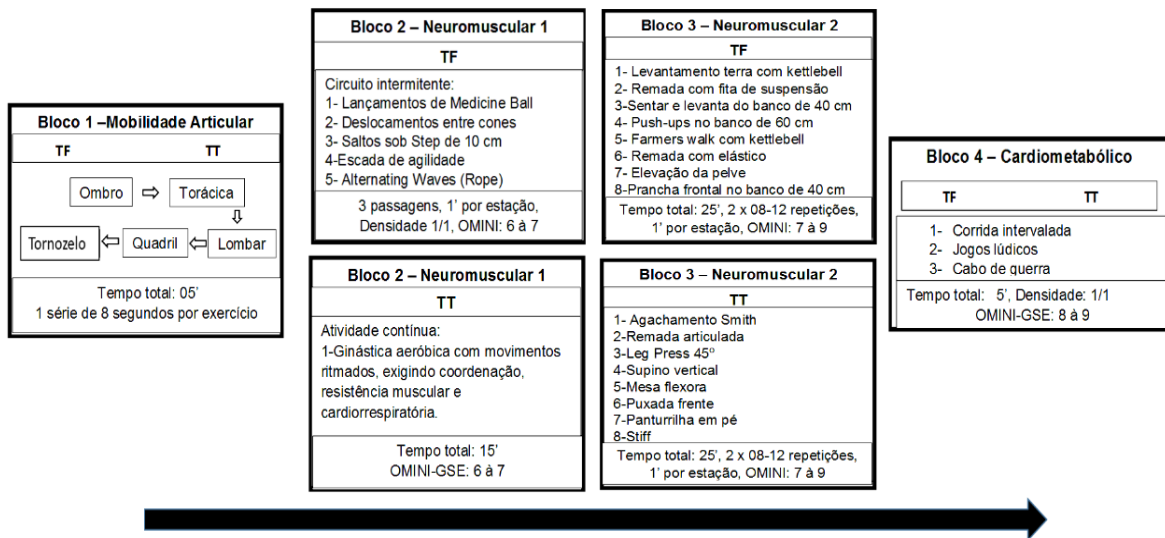 Bloco 1 –Mobilidade Articular
TF TT
Ombro
Torácica
Tornozelo
Quadril
Lombar
Tempo total: 05'
1 série de 8 segundos por exercício
Bloco 2 – Neuromuscular 1
TF
Circuito intermitente:
1- Lançamentos de Medicine Ball
2- Deslocamentos entre cones
3- Saltos sob Step de 10 cm
4-Escada de agilidade
5- Alternating Waves (Rope)
3 passagens, 1' por estação,
Densidade 1/1, OMINI: 6 à 7
Bloco 2 – Neuromuscular 1
TT
Atividade contínua:
1-Ginástica aeróbica com movimentos
ritmados, exigindo coordenação,
resistência muscular e
cardiorrespiratória.
Tempo total: 15'
OMINI-GSE: 6 à 7
Bloco 3 – Neuromuscular 2
TF
1- Levantamento terra com kettlebell
2- Remada com fita de suspensão
3-Sentar e levanta do banco de 40 cm
4- Push-ups no banco de 60 cm
5- Farmers walk com kettlebell
6- Remada com elástico
7- Elevação da pelve
8-Prancha frontal no banco de 40 cm
Tempo total: 25', 2 x 08-12 repetições,
1' por estação, OMINI: 7 à 9
Bloco 3 – Neuromuscular 2
TT
1- Agachamento Smith
2-Remada articulada
3-Leg Press 45º
4-Supino vertical
5-Mesa flexora
6-Puxada frente
7-Panturrilha em pé
8-Stiff
Tempo total: 25', 2 x 08-12 repetições,
1' por estação, OMINI: 7 à 9
Bloco 4 – Cardiometabólico
TF TT
1- Corrida intervalada
2- Jogos lúdicos
3- Cabo de guerra
Tempo total: 5', Densidade: 1/1
OMINI-GSE: 8 à 9